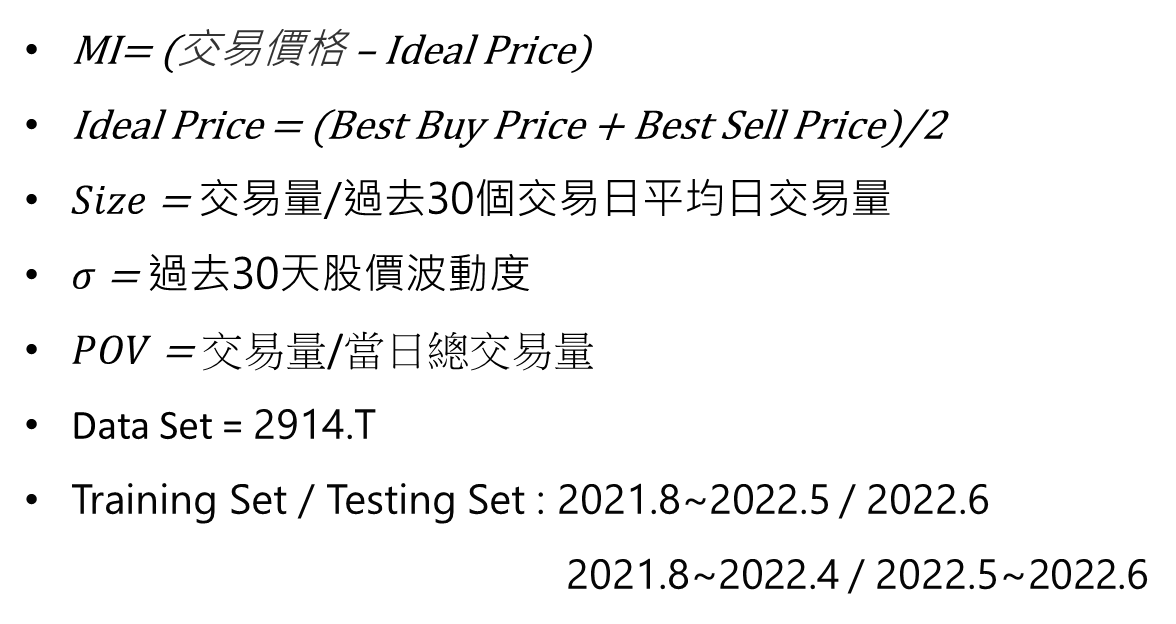 • MI= (交易價格 – Ideal Price)
• Ideal Price = (Best Buy Price + Best Sell Price)/2
• Size = 交易量/過去30個交易日平均日交易量
• σ = 過去30天股價波動度
• POV = 交易量/當日總交易量
• Data Set = 2914.T
• Training Set / Testing Set : 2021.8~2022.5 / 2022.6
2021.8~2022.4 / 2022.5~2022.6